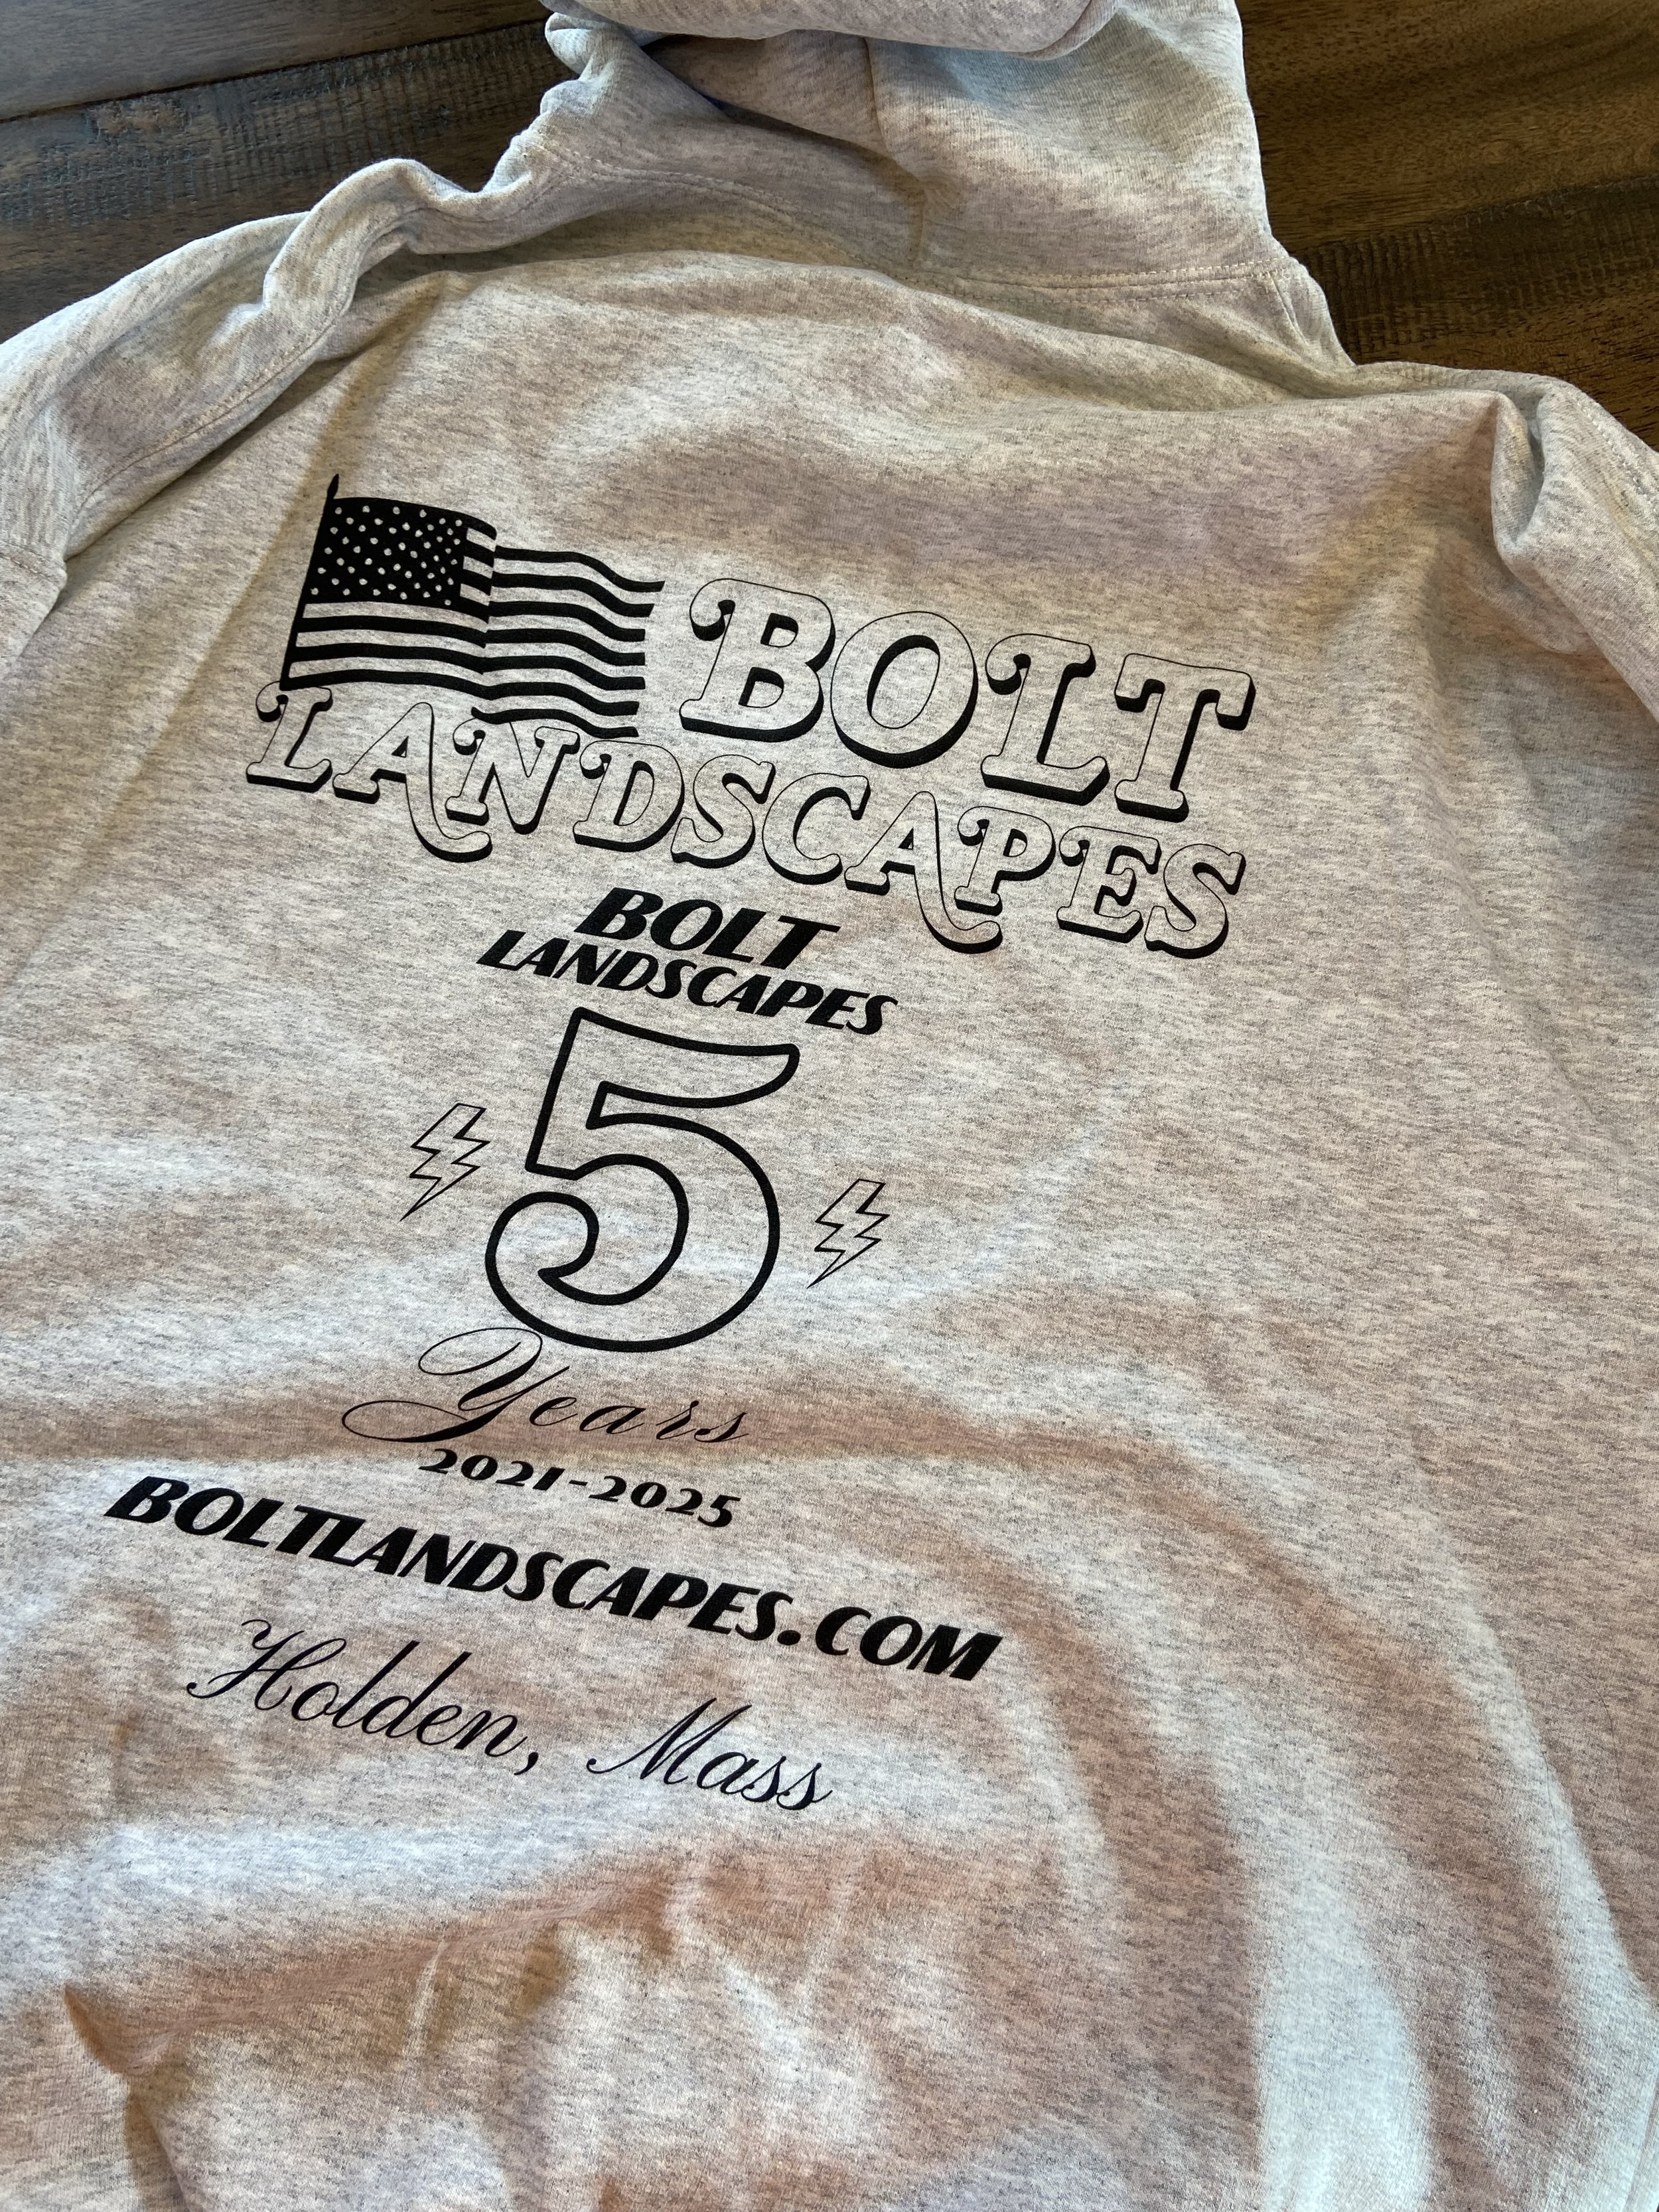 BOLT
LANDSCAPES
BOLT
LANDSCAPES
5
Years
2021-2025
BOLTLANDSCAPES.COM
Holden, Mass